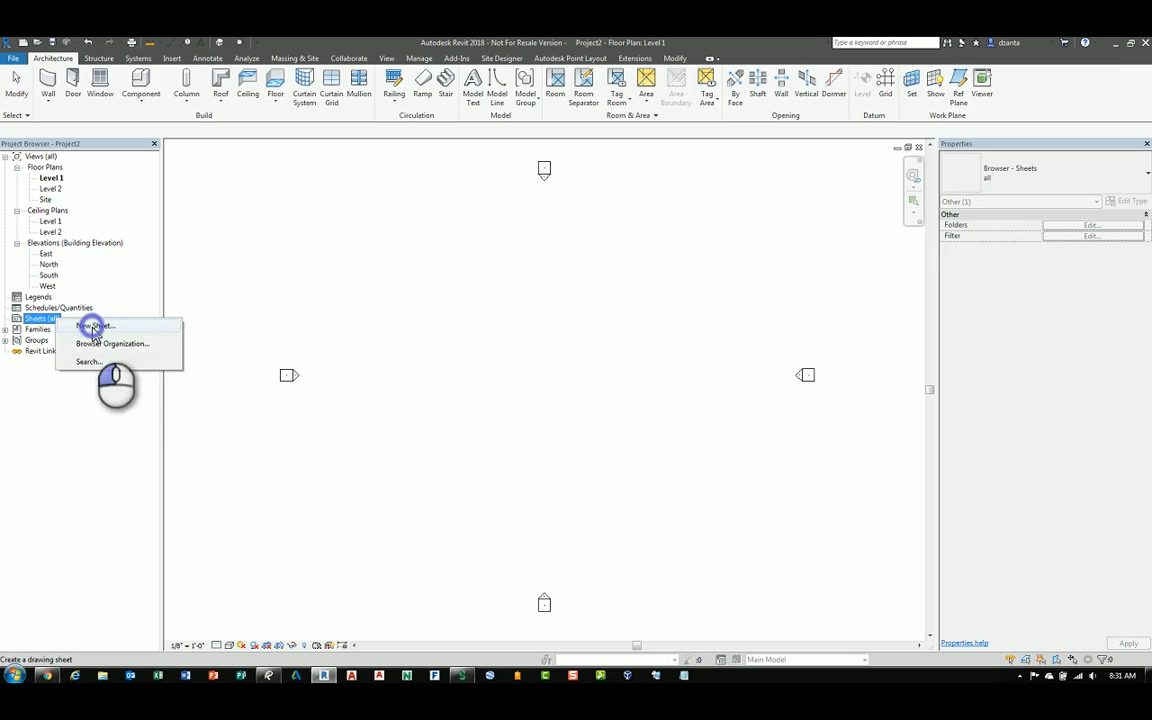 Autodesk Revit 2018 - Not For Resale Version - Project2 - Floor Plan: Level 1
Type a keyword or phrase
dzanta
File Architecture Structure Systems Insert Annotate Analyze Massing & Site Collaborate View Manage Add-Ins Site Designer Autodesk Point Layout Extensions Modify
Modify Wall Door Window Component Column Roof Ceiling Floor Curtain System Curtain Grid Mullion Railing Ramp Stair Model Text Model Line Model Group Room Room Separator Tag Room Area Area Boundary Tag Area By Face Shaft Wall Vertical Dormer Level Grid Set Show Ref Plane Viewer
Select Build Circulation Model Room & Area Opening Datum Work Plane
Project Browser - Project2
Views (all)
Floor Plans
Level 1
Level 2
Site
Ceiling Plans
Level 1
Level 2
Elevations (Building Elevation)
East
North
South
West
Legends
Schedules/Quantities
Sheets (all
Families
Groups
Revit Link
New Sheet...
Browser Organization...
Search...
Properties
Browser - Sheets
all
Other (1)
Edit Type
Other
Folders Edit...
Filter Edit...
Properties help
Apply
1/8" = 1'-0"
Create a drawing sheet
:0
Main Model
:0
8:31 AM